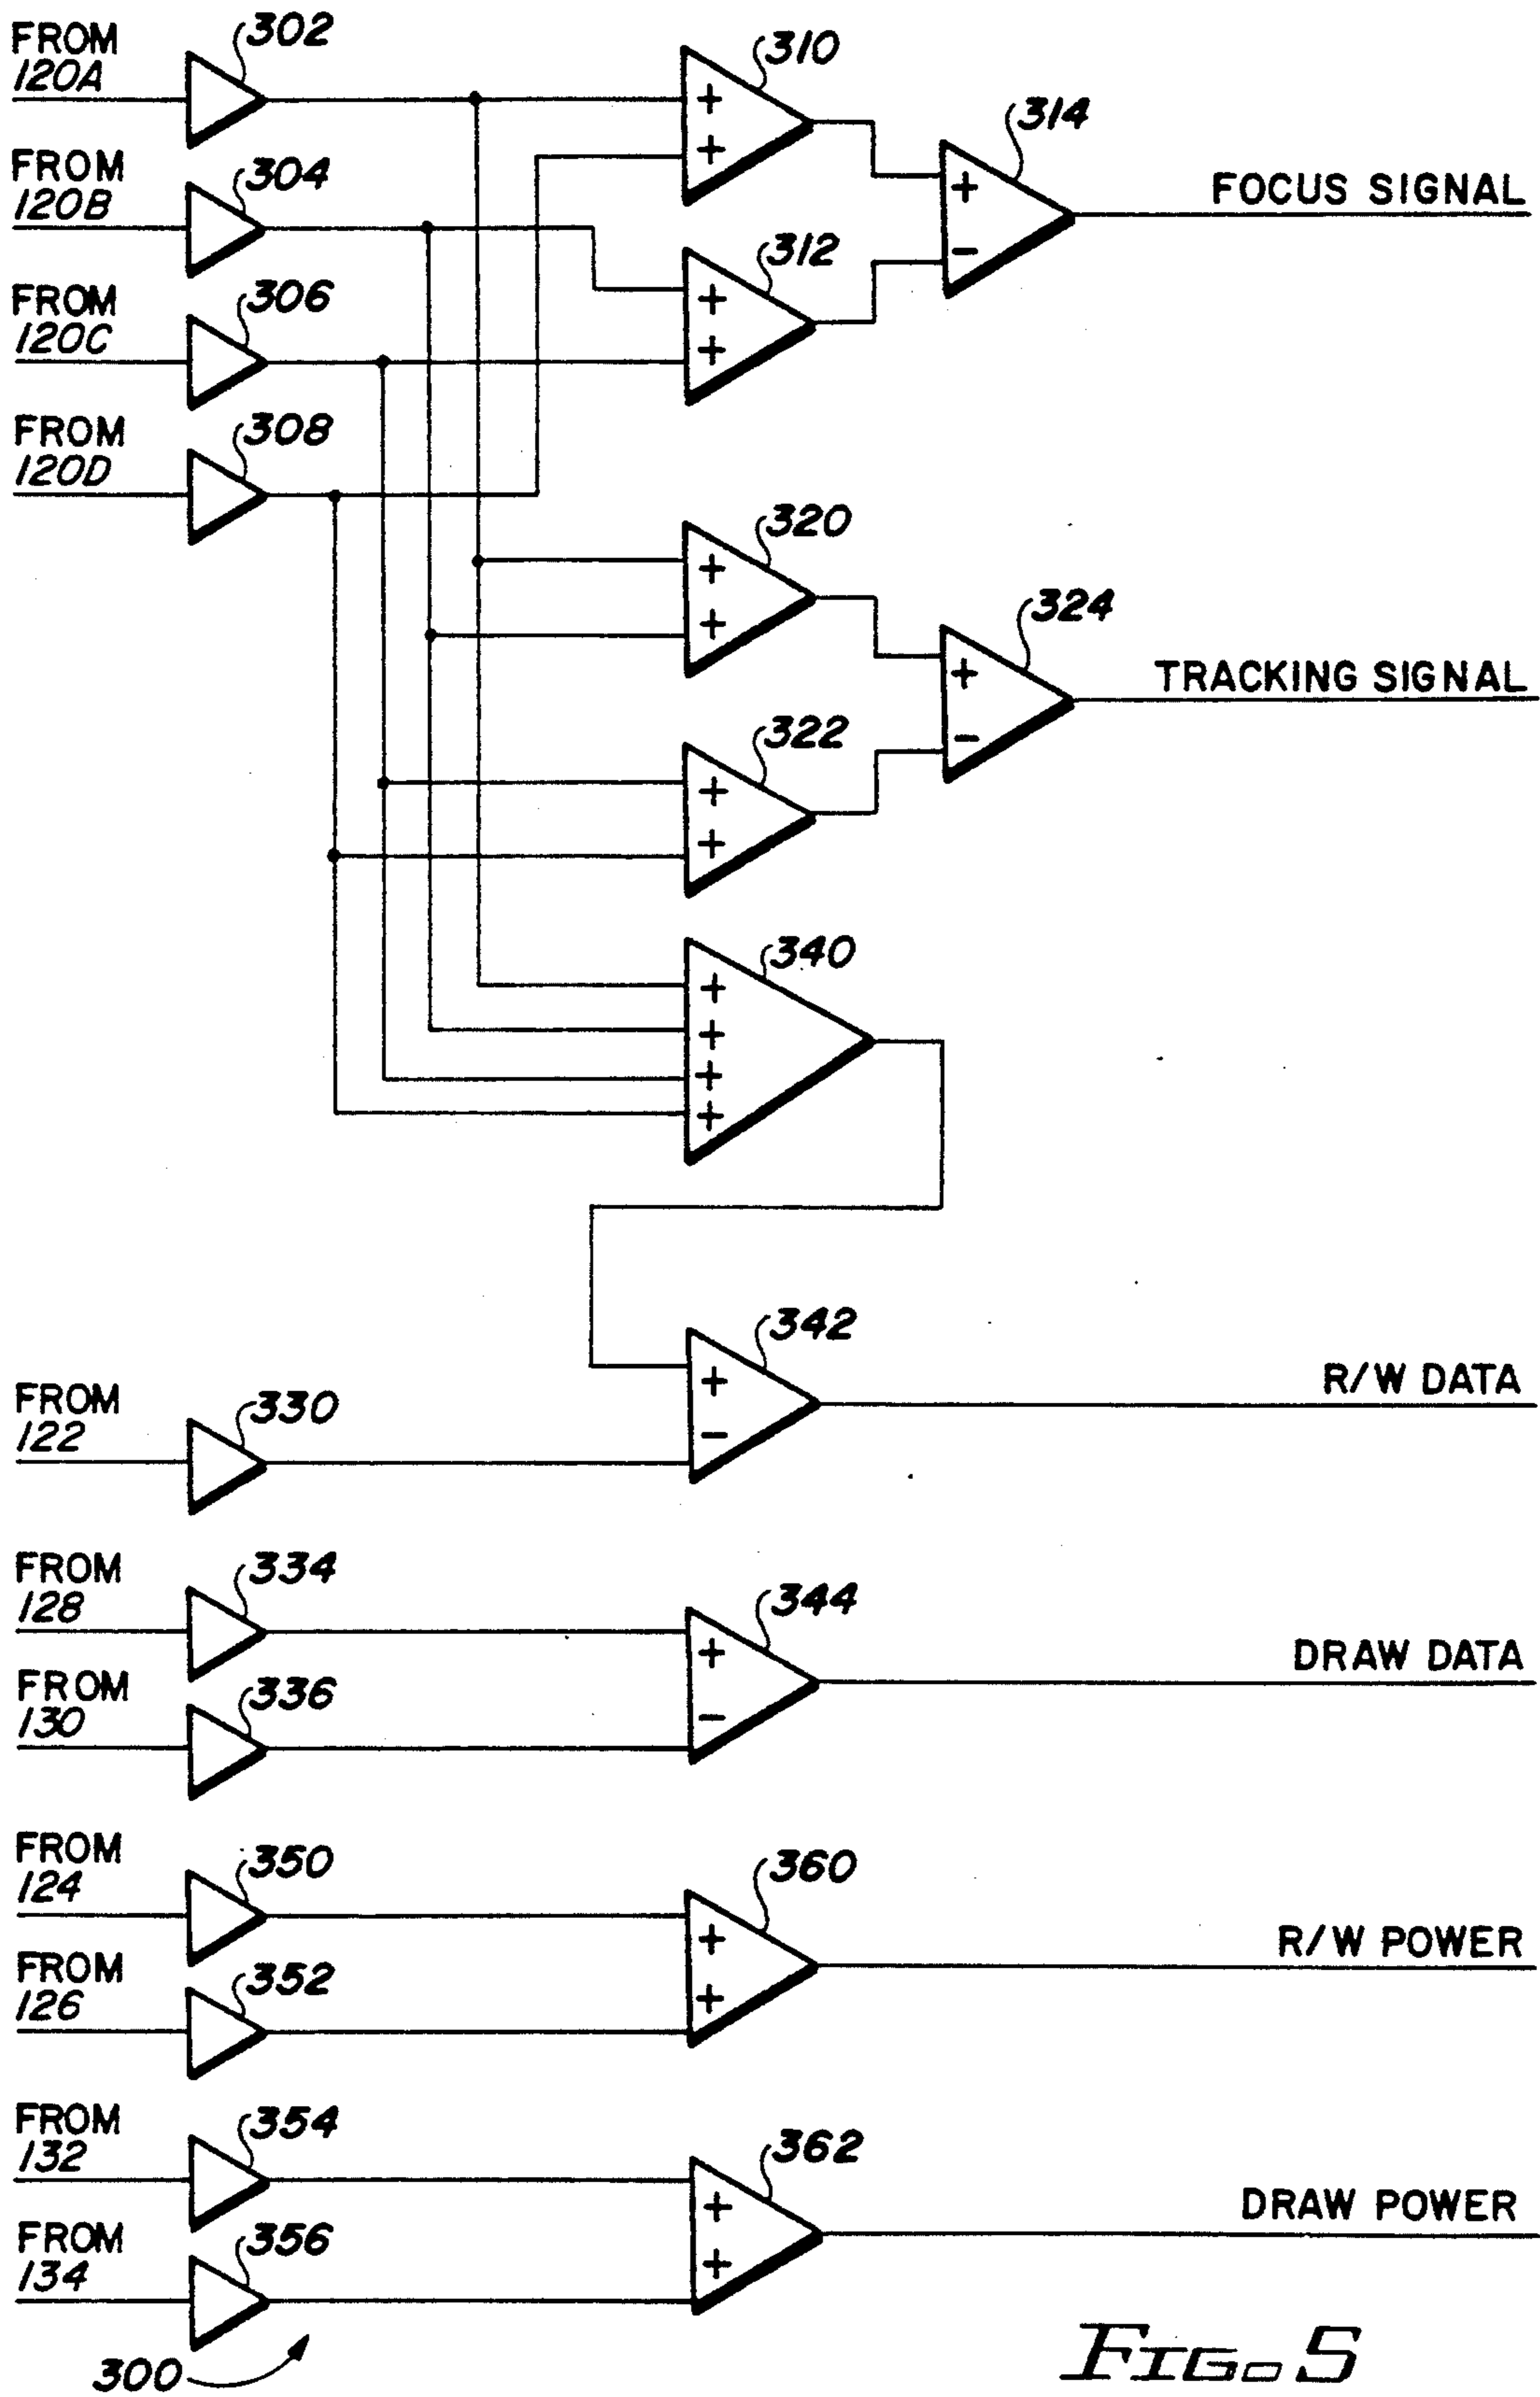 FROM
120A
302
310
+
+
314
+
-
FOCUS SIGNAL
FROM
120B
304
312
+
+
FROM
120C
306
FROM
120D
308
320
+
+
324
+
-
TRACKING SIGNAL
322
+
+
340
+
+
+
+
342
+
-
R/W DATA
FROM
122
330
FROM
128
334
344
+
-
DRAW DATA
FROM
130
336
FROM
124
350
360
+
+
R/W POWER
FROM
126
352
FROM
132
354
362
+
+
DRAW POWER
FROM
134
356
300
FIG. 5